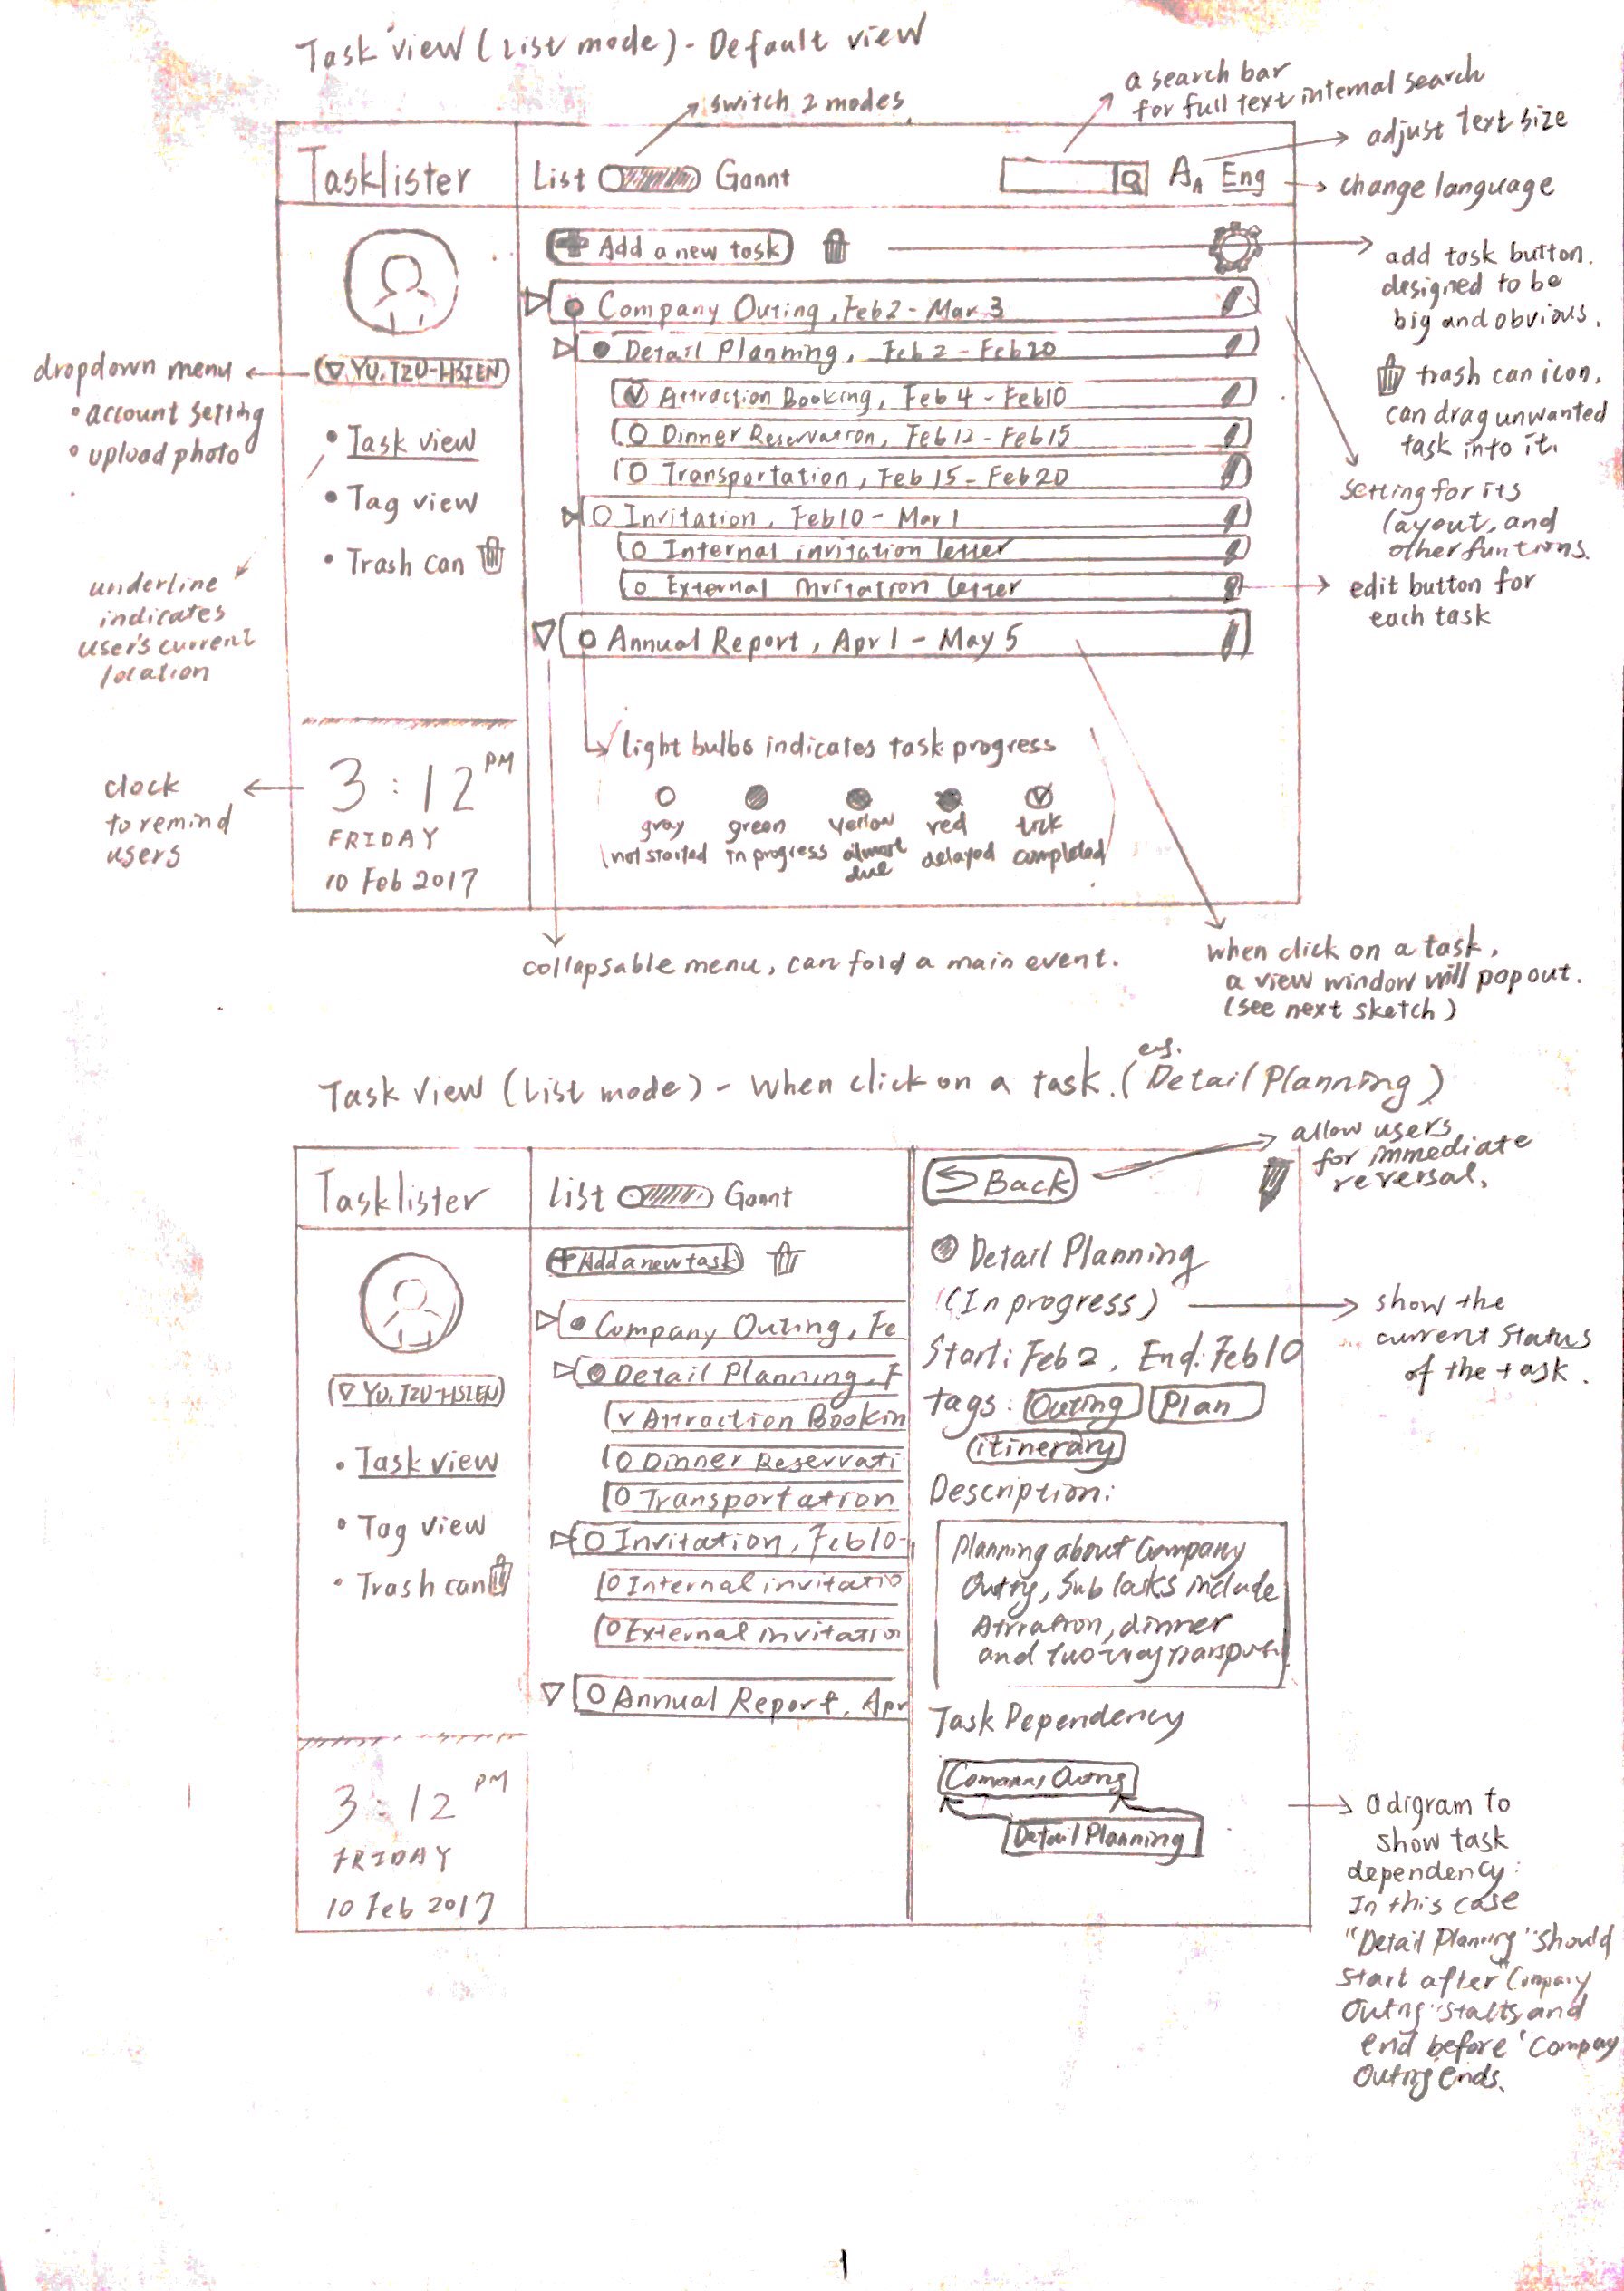 Task view (List mode) - Default view
switch 2 modes
a search bar
for full text internal search
adjust text size
change language
Tasklister
List Gannt
AA Eng
Add a new task
add task button.
designed to be
big and obvious.
trash can icon,
can drag unwanted
task into it.
setting for its
layout, and
other funtions.
edit button for
each task
Company Outing, Feb 2 - Mar 3
Detail Planning, Feb 2 - Feb 20
Attraction Booking, Feb 4 - Feb 10
Dinner Reservation, Feb 12 - Feb 15
Transportation, Feb 15 - Feb 20
Invitation, Feb 10 - Mar 1
Internal invitation letter
External invitation letter
Annual Report, Apr 1 - May 5
YU, TZU-HSIEN
dropdown menu
• account setting
• upload photo
• Task view
• Tag view
• Trash can
underline
indicates
user's current
location
clock
to remind
users
3:12 PM
FRIDAY
10 Feb 2017
light bulbs indicates task progress
gray green yellow red tick
not started in progress almost due delayed completed
collapsable menu, can fold a main event.
when click on a task,
a view window will pop out.
(see next sketch)
Task View (List mode) - When click on a task. (e.g. Detail Planning)
allow users
for immediate
reversal.
Tasklister
List Gannt
Back
Add a new task
YU, TZU-HSIEN
• Task view
• Tag view
• Trash can
3:12 PM
FRIDAY
10 Feb 2017
Company Outing, Fe
Detail Planning, F
Attraction Bookin
Dinner Reservati
Transportation
Invitation, Feb 10-
Internal invitatio
External invitatio
Annual Report, Apr
Detail Planning
(In progress)
Start: Feb 2, End: Feb 10
Tags: Outing Plan
itinerary
Description:
Planning about Company
Outing, Sub tasks include
dinner
and two way transport
Task Dependency
Company Outing
Detail Planning
show the
current status
of the task.
a digram to
show task
dependency:
In this case
"Detail Planning" should
start after "Company
Outing" starts, and
end before "Company
Outing ends.
1